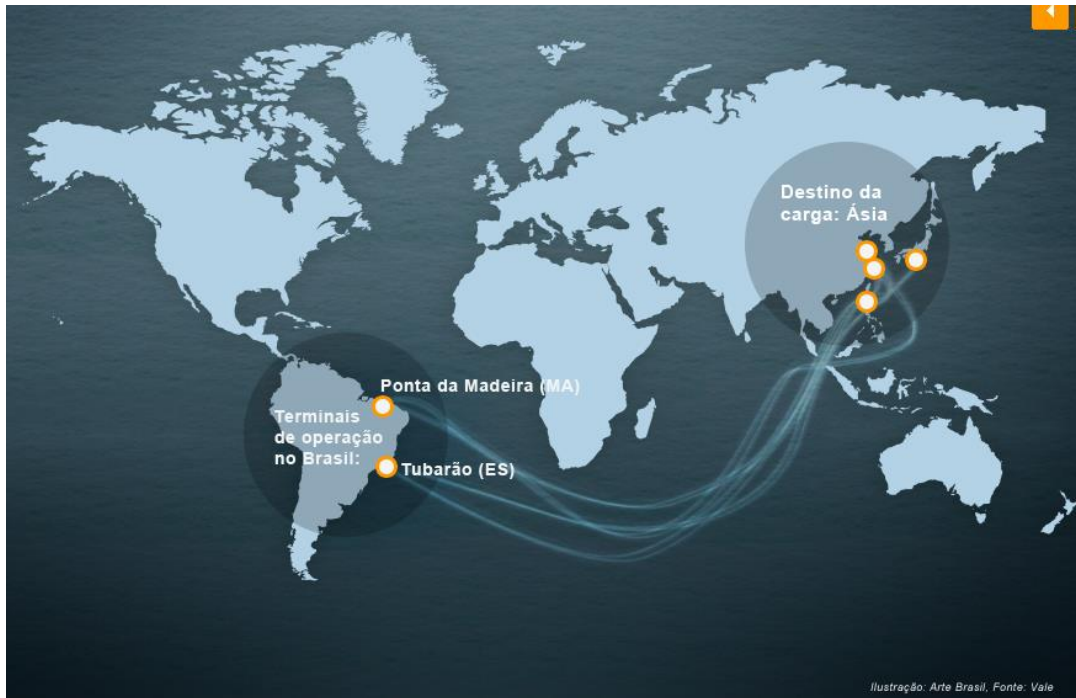 Destino da
carga: Ásia
Ponta da Madeira (MA)
Terminais
de operação
no Brasil:
Tubarão (ES)
Ilustração: Arte Brasil, Fonte: Vale